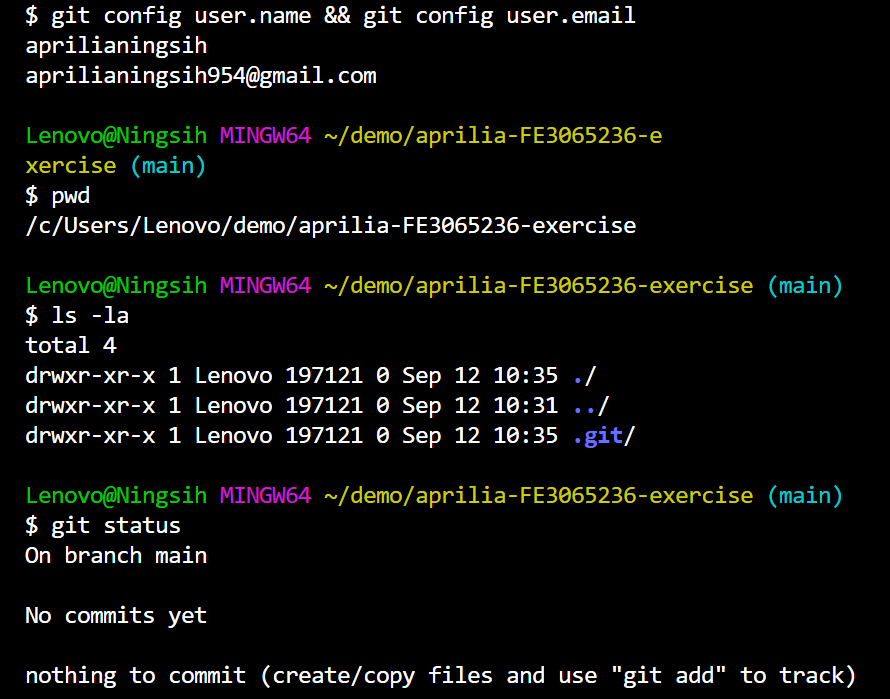 $ git config user.name && git config user.email
aprilianingsih
aprilianingsih954@gmail.com
Lenovo@Ningsih MINGW64 ~/demo/aprilia-FE3065236-e
xercise (main)
$ pwd
/c/Users/Lenovo/demo/aprilia-FE3065236-exercise
Lenovo@Ningsih MINGW64 ~/demo/aprilia-FE3065236-exercise (main)
$ ls -la
total 4
drwxr-xr-x 1 Lenovo 197121 0 Sep 12 10:35 ./
drwxr-xr-x 1 Lenovo 197121 0 Sep 12 10:31 ../
drwxr-xr-x 1 Lenovo 197121 0 Sep 12 10:35 .git/
Lenovo@Ningsih MINGW64 ~/demo/aprilia-FE3065236-exercise (main)
$ git status
On branch main
No commits yet
nothing to commit (create/copy files and use "git add" to track)